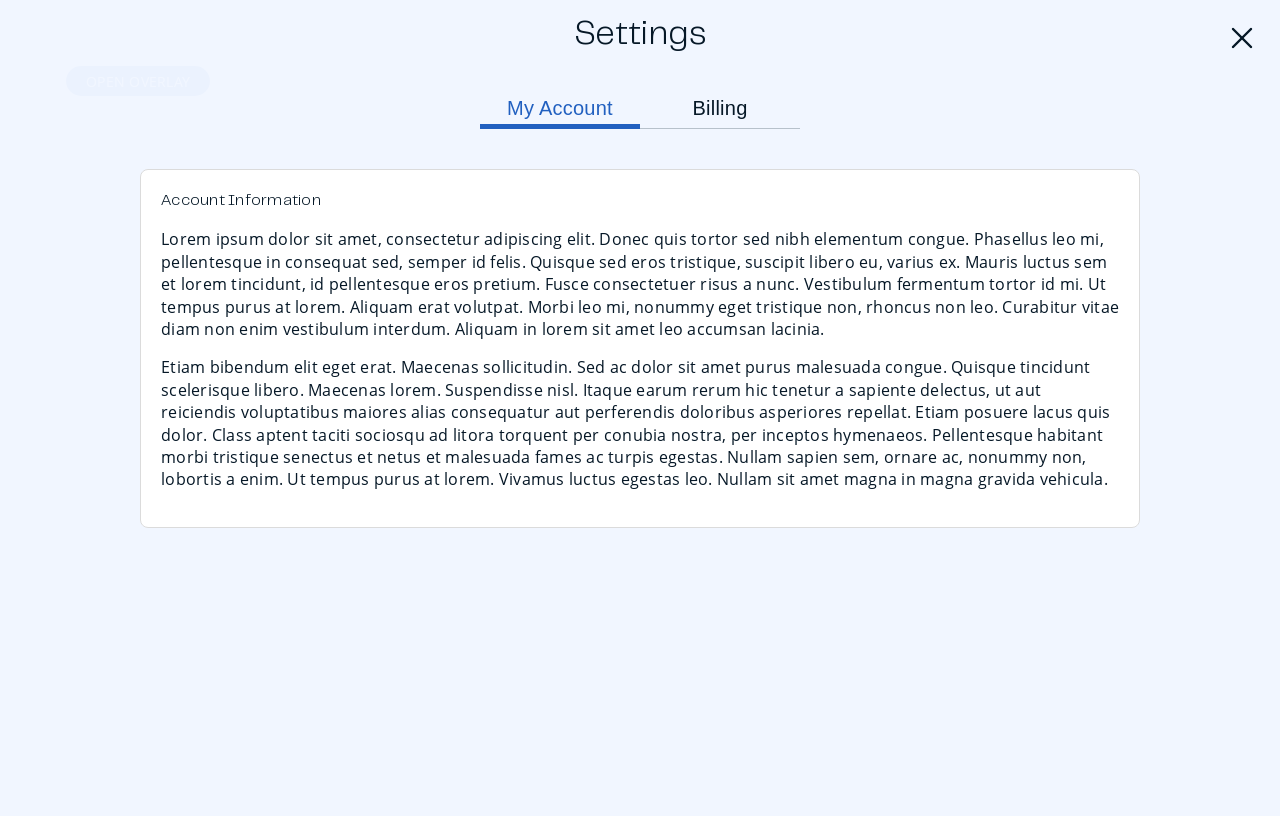 Settings
OPEN OVERLAY
My Account
Billing
Account Information
Lorem ipsum dolor sit amet, consectetur adipiscing elit. Donec quis tortor sed nibh elementum congue. Phasellus leo mi,
pellentesque in consequat sed, semper id felis. Quisque sed eros tristique, suscipit libero eu, varius ex. Mauris luctus sem
et lorem tincidunt, id pellentesque eros pretium. Fusce consectetuer risus a nunc. Vestibulum fermentum tortor id mi. Ut
tempus purus at lorem. Aliquam erat volutpat. Morbi leo mi, nonummy eget tristique non, rhoncus non leo. Curabitur vitae
diam non enim vestibulum interdum. Aliquam in lorem sit amet leo accumsan lacinia.
Etiam bibendum elit eget erat. Maecenas sollicitudin. Sed ac dolor sit amet purus malesuada congue. Quisque tincidunt
scelerisque libero. Maecenas lorem. Suspendisse nisl. Itaque earum rerum hic tenetur a sapiente delectus, ut aut
reiciendis voluptatibus maiores alias consequatur aut perferendis doloribus asperiores repellat. Etiam posuere lacus quis
dolor. Class aptent taciti sociosqu ad litora torquent per conubia nostra, per inceptos hymenaeos. Pellentesque habitant
morbi tristique senectus et netus et malesuada fames ac turpis egestas. Nullam sapien sem, ornare ac, nonummy non,
lobortis a enim. Ut tempus purus at lorem. Vivamus luctus egestas leo. Nullam sit amet magna in magna gravida vehicula.